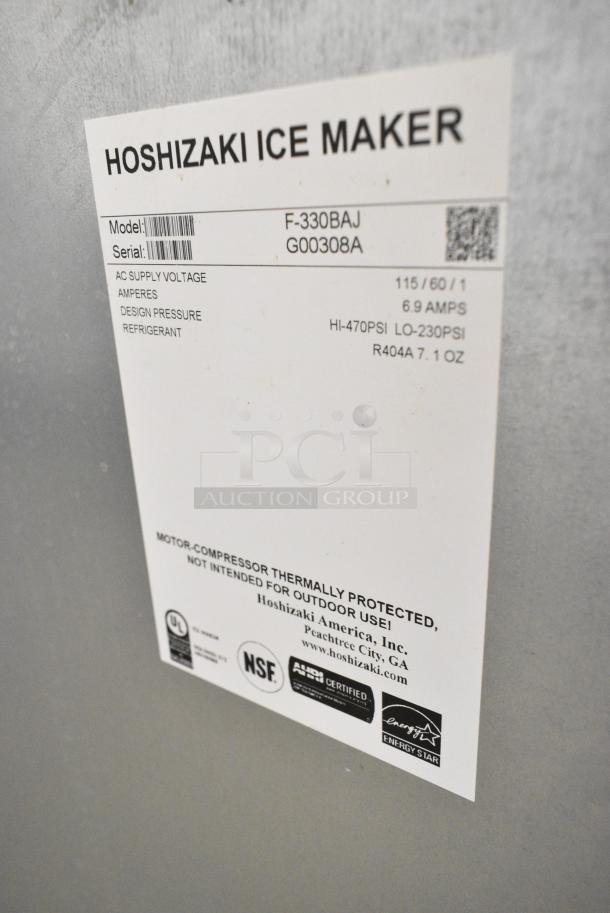 HOSHIZAKI ICE MAKER
Model: F-330BAJ
Serial: G00308A
AC SUPPLY VOLTAGE 115/60/1
AMPERES 6.9 AMPS
DESIGN PRESSURE HI-470PSI LO-230PSI
REFRIGERANT R404A 7. 1 OZ
PCI
AUCTION GROUP
MOTOR-COMPRESSOR THERMALLY PROTECTED,
NOT INTENDED FOR OUTDOOR USE!
Hoshizaki America, Inc.
Peachtree City, GA
www.hoshizaki.com
UL
NSF
AHRI CERTIFIED
energy
ENERGY STAR